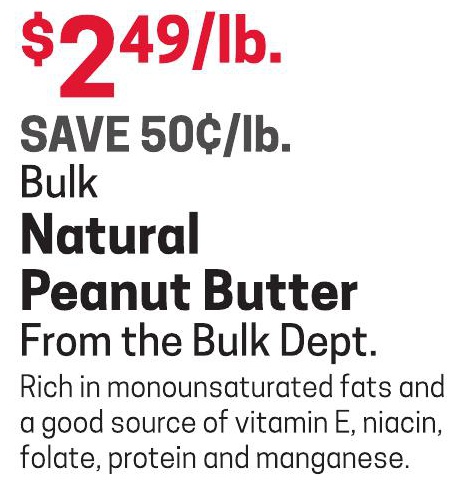 $2 49/lb.
SAVE 50¢/lb.
Bulk
Natural
Peanut Butter
From the Bulk Dept.
Rich in monounsaturated fats and
a good source of vitamin E, niacin,
folate, protein and manganese.